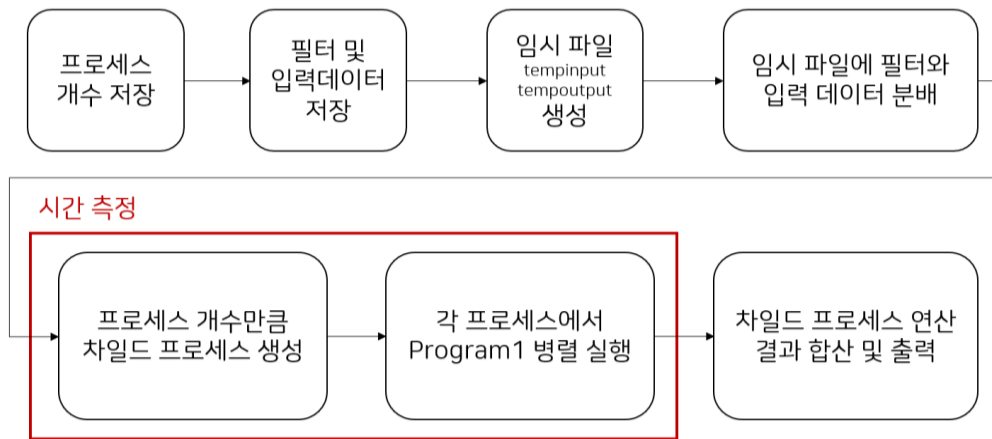 프로세스
개수 저장
필터 및
입력데이터
저장
임시 파일
tempinput
tempoutput
생성
임시 파일에 필터와
입력 데이터 분배
시간 측정
프로세스 개수만큼
차일드 프로세스 생성
각 프로세스에서
Program1 병렬 실행
차일드 프로세스 연산
결과 합산 및 출력